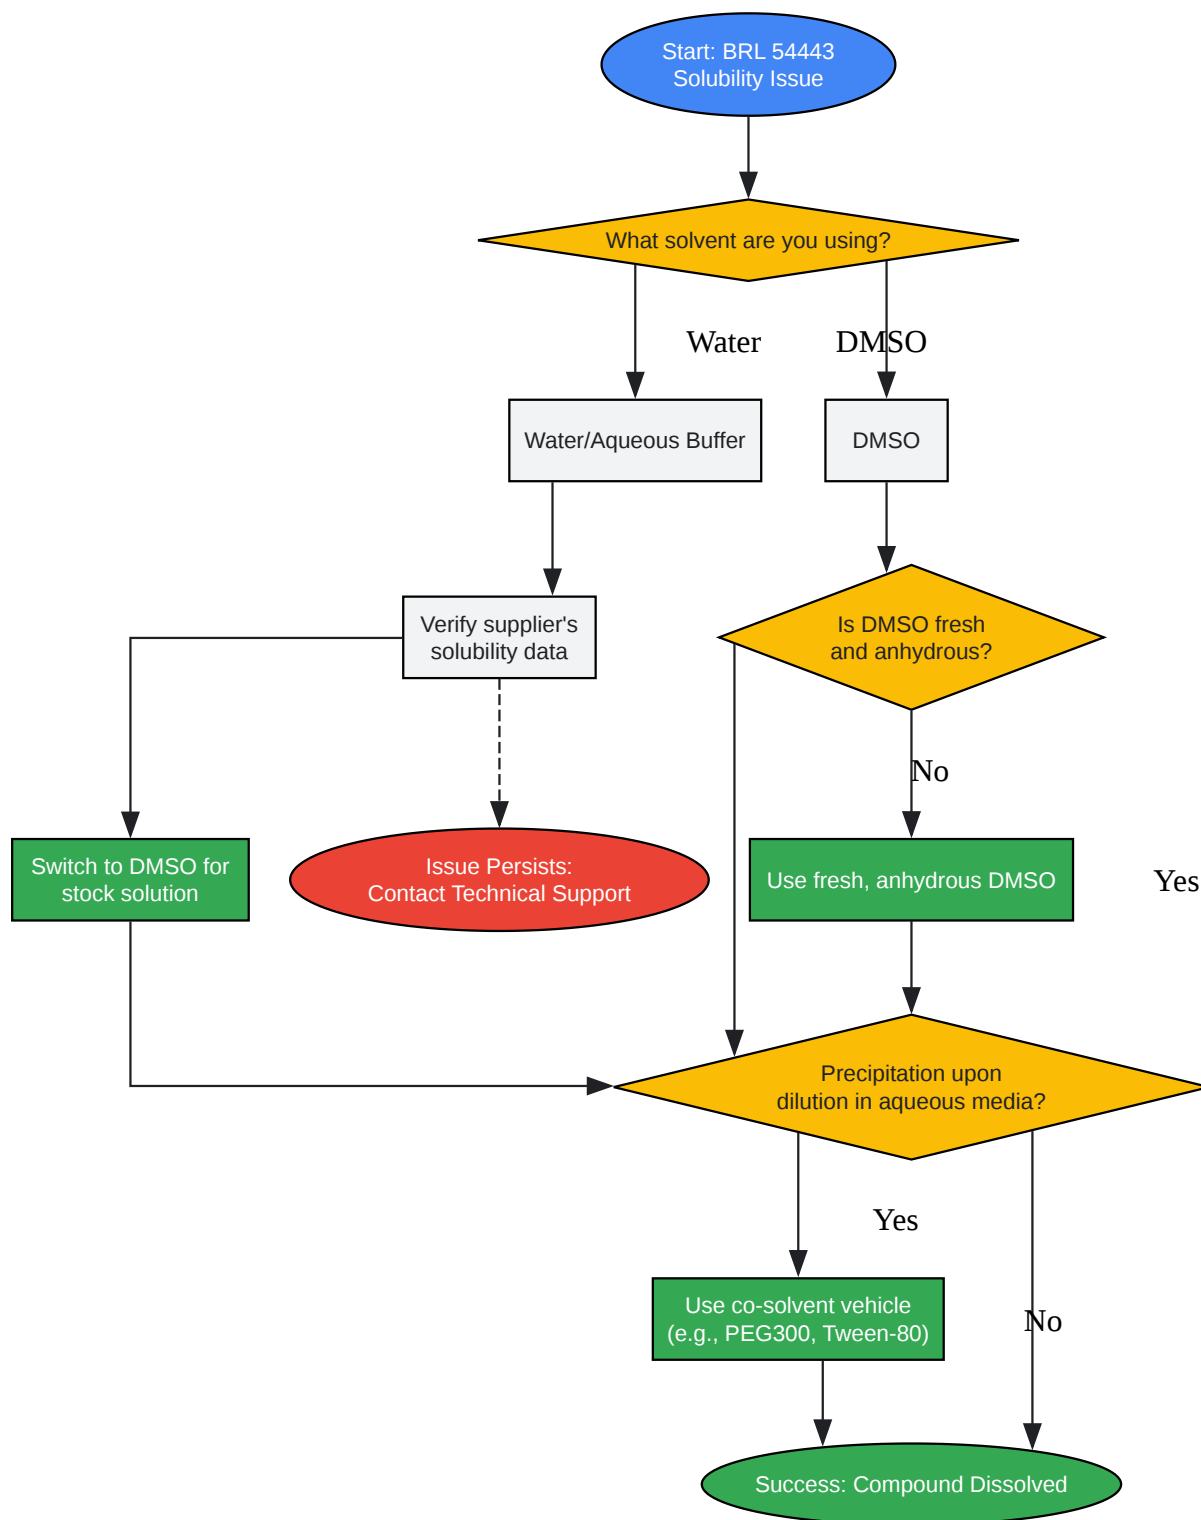 Start: BRL 54443
Solubility Issue
What solvent are you using?
Water
DMSO
Water/Aqueous Buffer
DMSO
Verify supplier's
solubility data
Is DMSO fresh
and anhydrous?
No
Switch to DMSO for
stock solution
Issue Persists:
Contact Technical Support
Use fresh, anhydrous DMSO
Yes
Precipitation upon
dilution in aqueous media?
Yes
Use co-solvent vehicle
(e.g., PEG300, Tween-80)
No
Success: Compound Dissolved